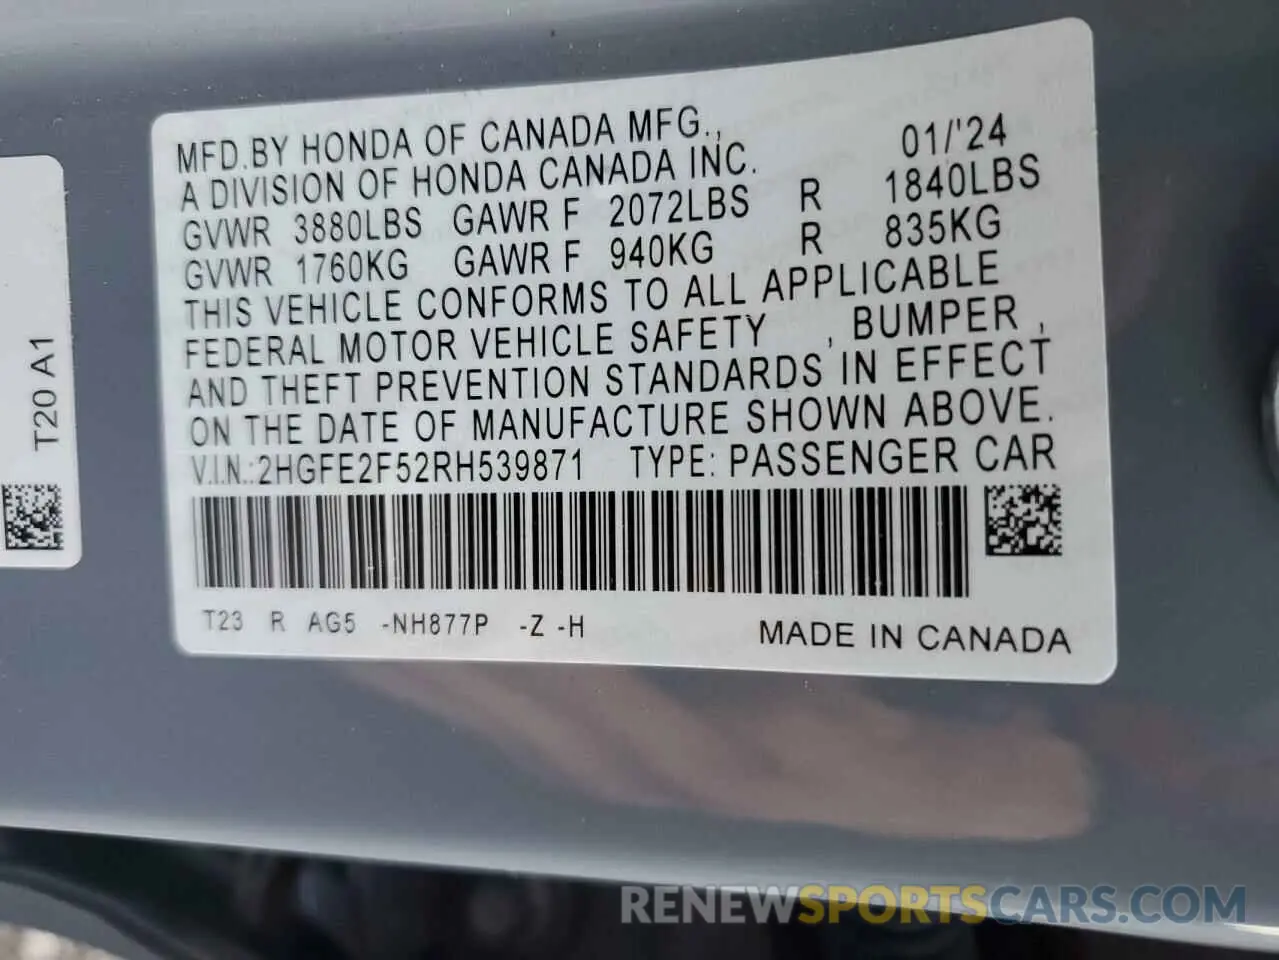 MFD.BY HONDA OF CANADA MFG., 01/'24
A DIVISION OF HONDA CANADA INC.
GVWR 3880LBS GAWR F 2072LBS R 1840LBS
GVWR 1760KG GAWR F 940KG R 835KG
THIS VEHICLE CONFORMS TO ALL APPLICABLE
FEDERAL MOTOR VEHICLE SAFETY , BUMPER ,
AND THEFT PREVENTION STANDARDS IN EFFECT
ON THE DATE OF MANUFACTURE SHOWN ABOVE.
V.I.N.:2HGFE2F52RH539871 TYPE: PASSENGER CAR
T23 R AG5 -NH877P -Z -H
MADE IN CANADA
T20 A1
RENEWSPORTSCARS.COM